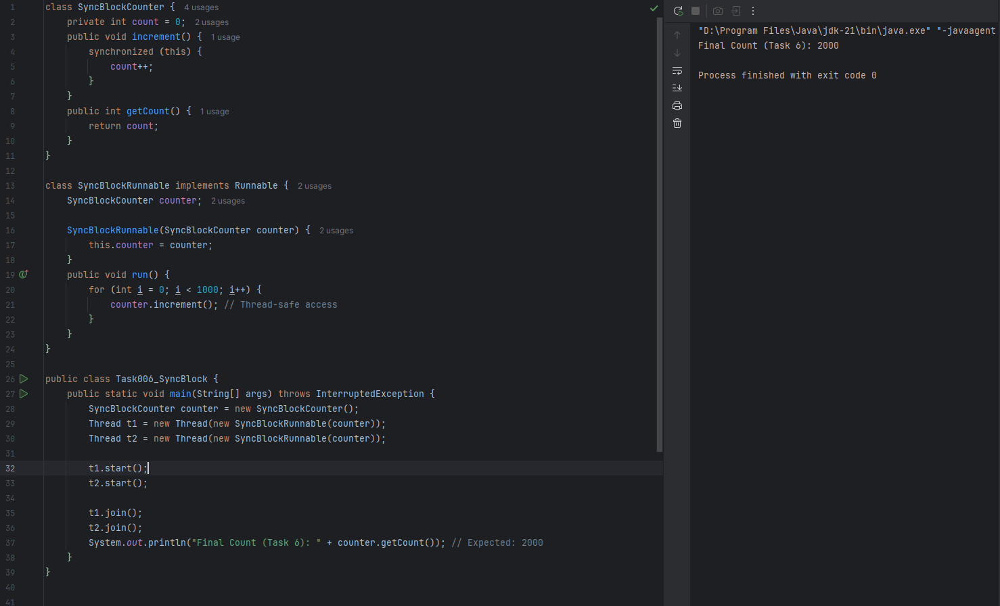 1 class SyncBlockCounter { 4 usages
2 private int count = 0; 2 usages
3 public void increment() { 1 usage
4 synchronized (this) {
5 count++;
6 }
7 }
8 public int getCount() { 1 usage
9 return count;
10 }
11 }
12
13 class SyncBlockRunnable implements Runnable { 2 usages
14 SyncBlockCounter counter; 2 usages
15
16 SyncBlockRunnable(SyncBlockCounter counter) { 2 usages
17 this.counter = counter;
18 }
19 public void run() {
20 for (int i = 0; i < 1000; i++) {
21 counter.increment(); // Thread-safe access
22 }
23 }
24 }
25
26 public class Task006_SyncBlock {
27 public static void main(String[] args) throws InterruptedException {
28 SyncBlockCounter counter = new SyncBlockCounter();
29 Thread t1 = new Thread(new SyncBlockRunnable(counter));
30 Thread t2 = new Thread(new SyncBlockRunnable(counter));
31
32 t1.start();
33 t2.start();
34
35 t1.join();
36 t2.join();
37 System.out.println("Final Count (Task 6): " + counter.getCount()); // Expected: 2000
38 }
39 }
40
41
"D:\Program Files\Java\jdk-21\bin\java.exe" "-javaagent
Final Count (Task 6): 2000
Process finished with exit code 0